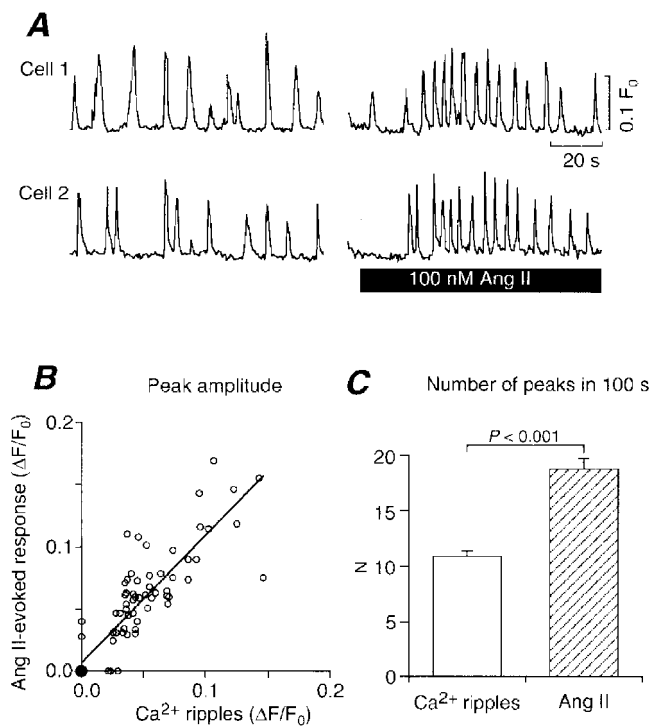 A
Cell 1
0.1 F₀
20 s
Cell 2
100 nM Ang II
B
Peak amplitude
Ang II-evoked response (ΔF/F₀)
0.2
0.1
0.0
0.0 0.1 0.2
Ca²⁺ ripples (ΔF/F₀)
C
Number of peaks in 100 s
P < 0.001
N
20
15
10
5
0
Ca²⁺ ripples Ang II